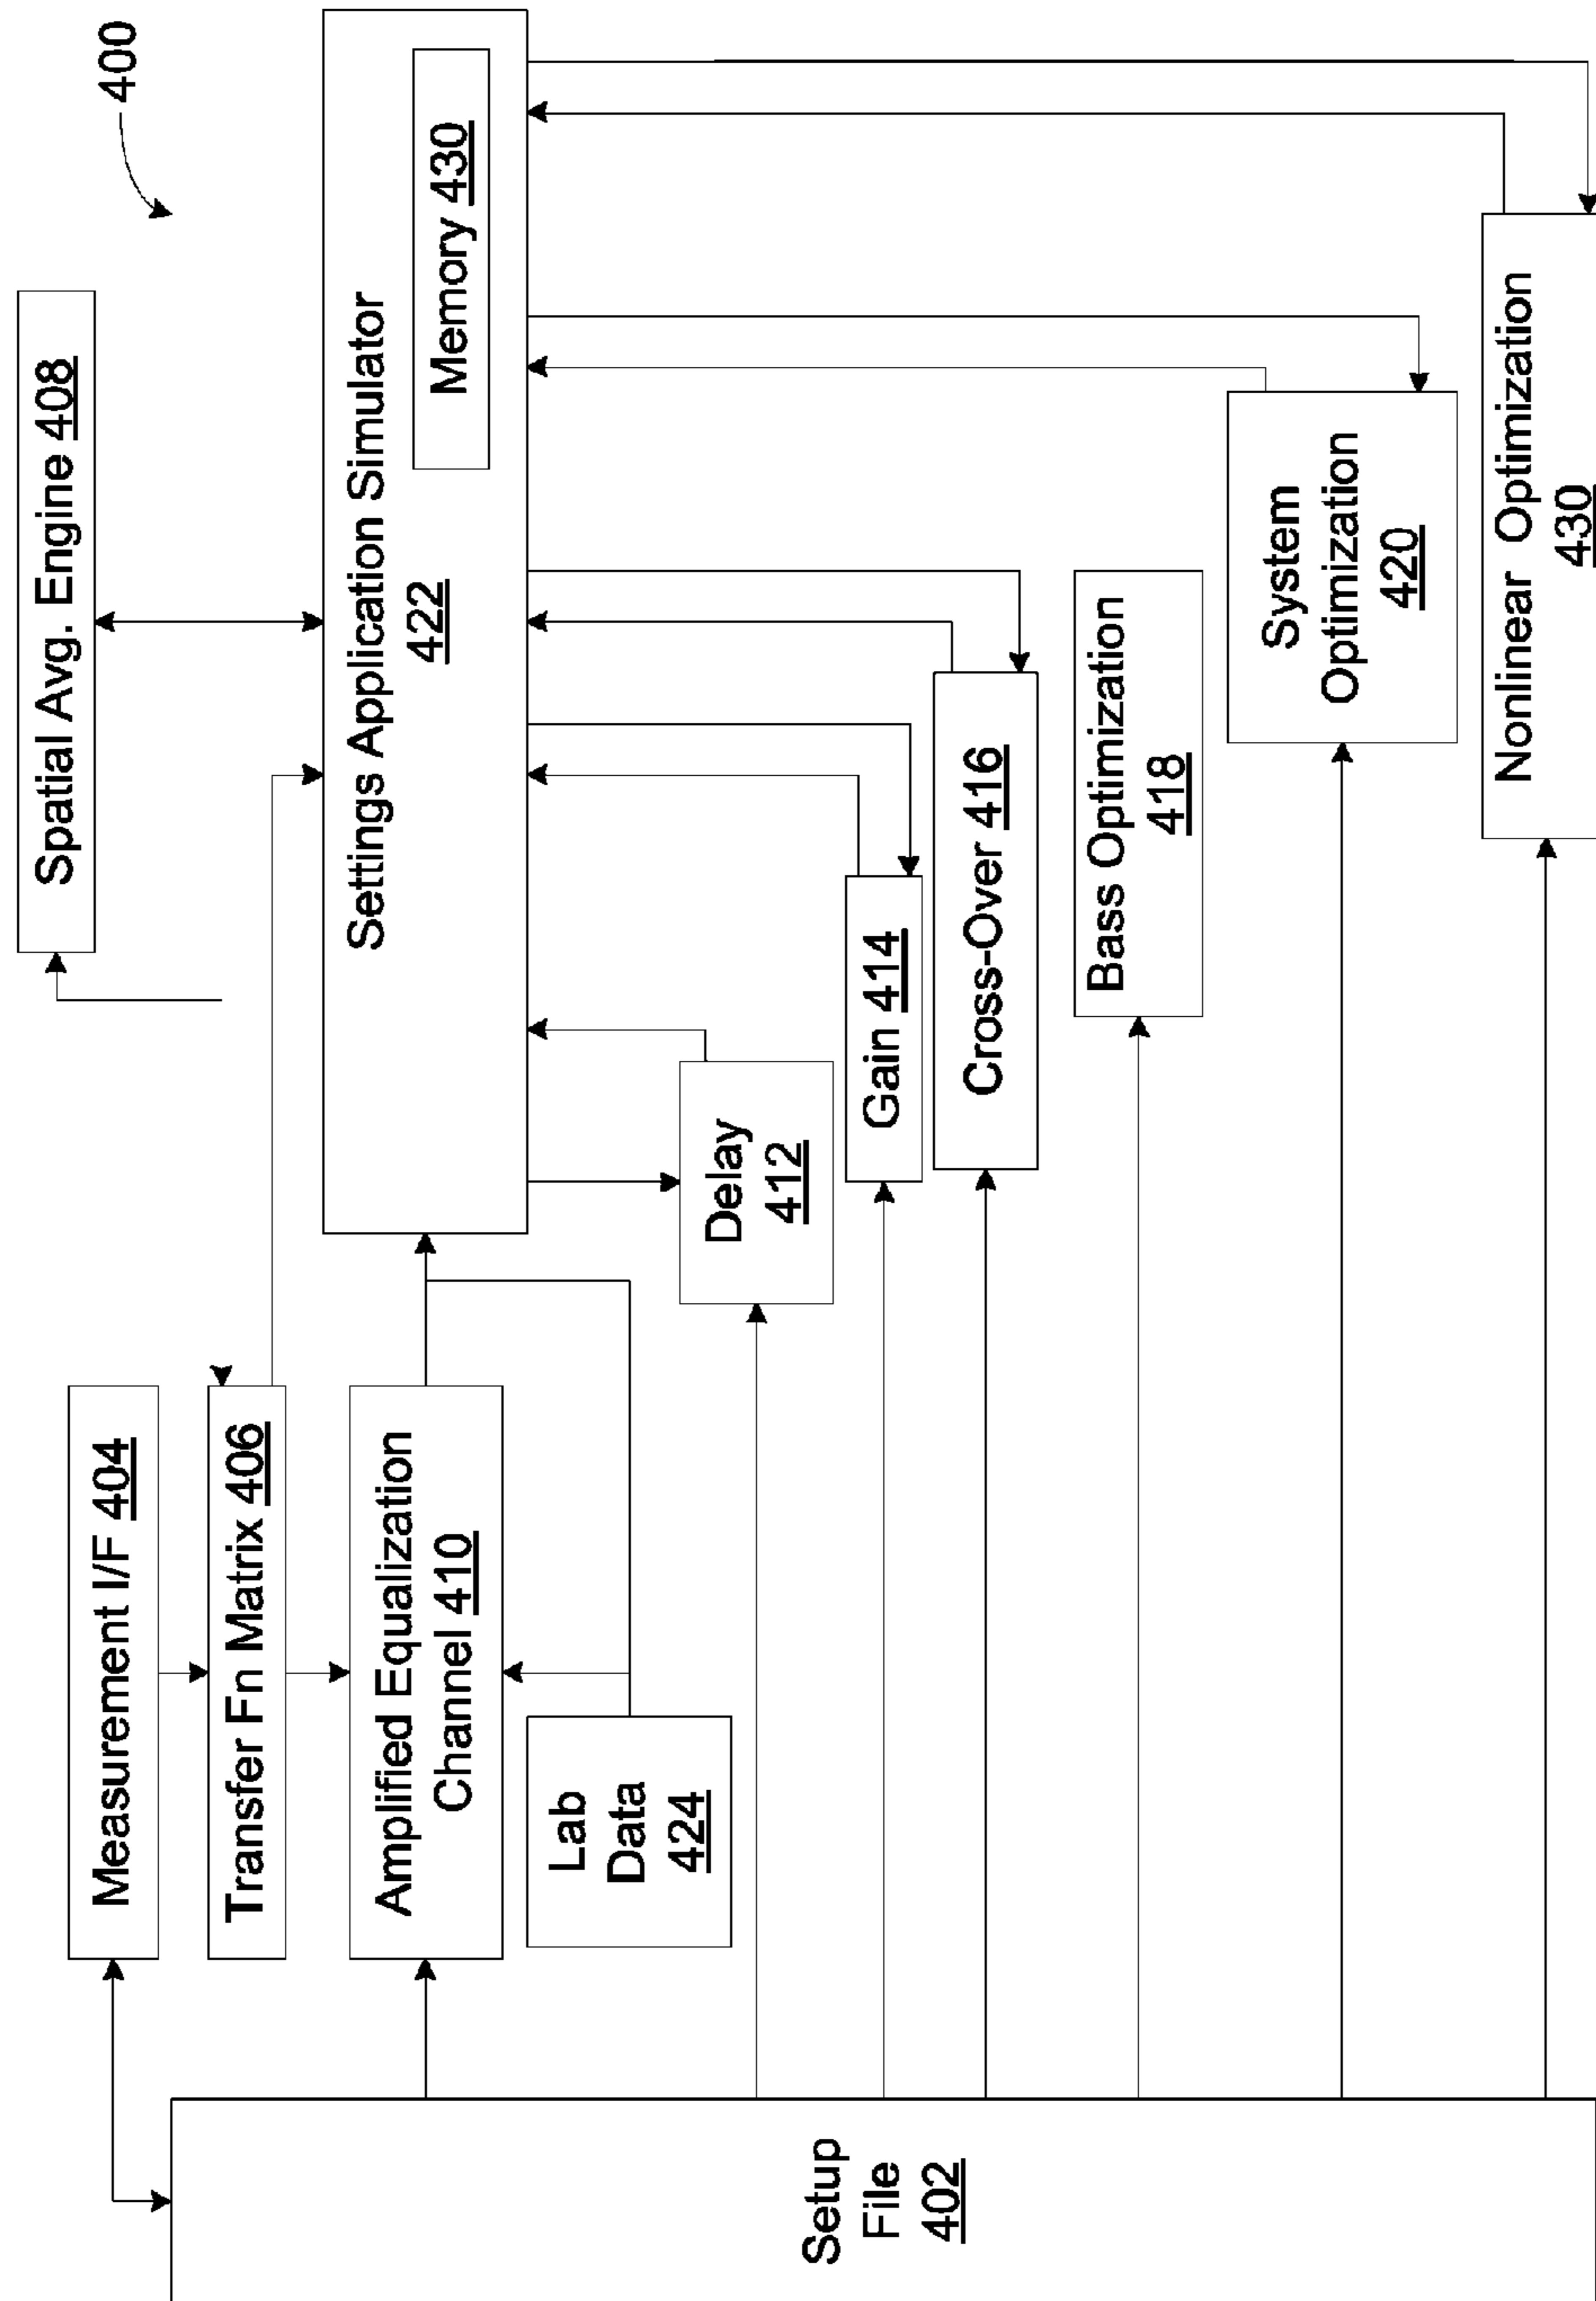 400
Spatial Avg. Engine 408
Measurement I/F 404
Transfer Fn Matrix 406
Settings Application Simulator
422
Memory 430
Amplified Equalization
Channel 410
Lab
Data
424
Delay
412
Gain 414
Cross-Over 416
Setup
File
402
Bass Optimization
418
System
Optimization
420
Nonlinear Optimization
430